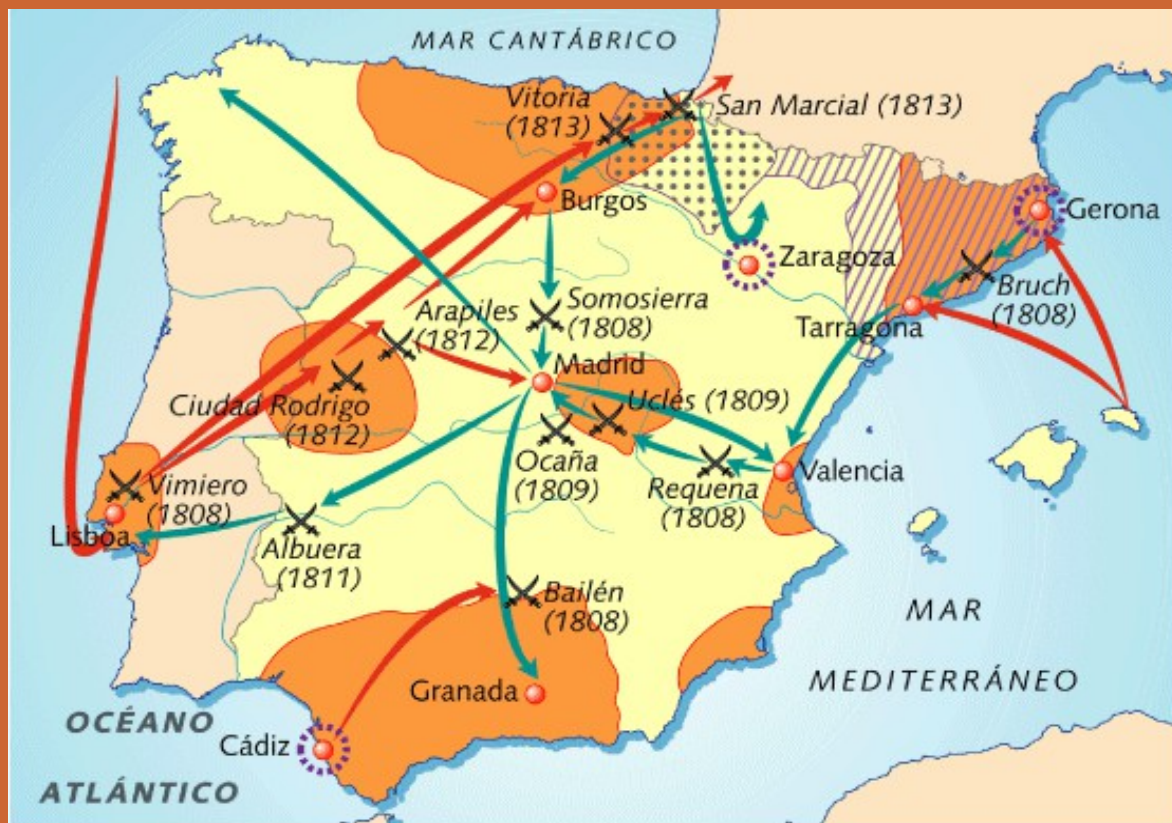 MAR CANTÁBRICO
Vitoria
(1813)
San Marcial (1813)
Burgos
Gerona
Zaragoza
Bruch
(1808)
Somosierra
(1808)
Arapiles
(1812)
Tarragona
Madrid
Ciudad Rodrigo
(1812)
Uclés (1809)
Ocaña
(1809)
Requena
(1808)
Valencia
Vimiero
(1808)
Lisboa
Albuera
(1811)
Bailén
(1808)
MAR
MEDITERRÁNEO
Granada
OCÉANO
ATLÁNTICO
Cádiz